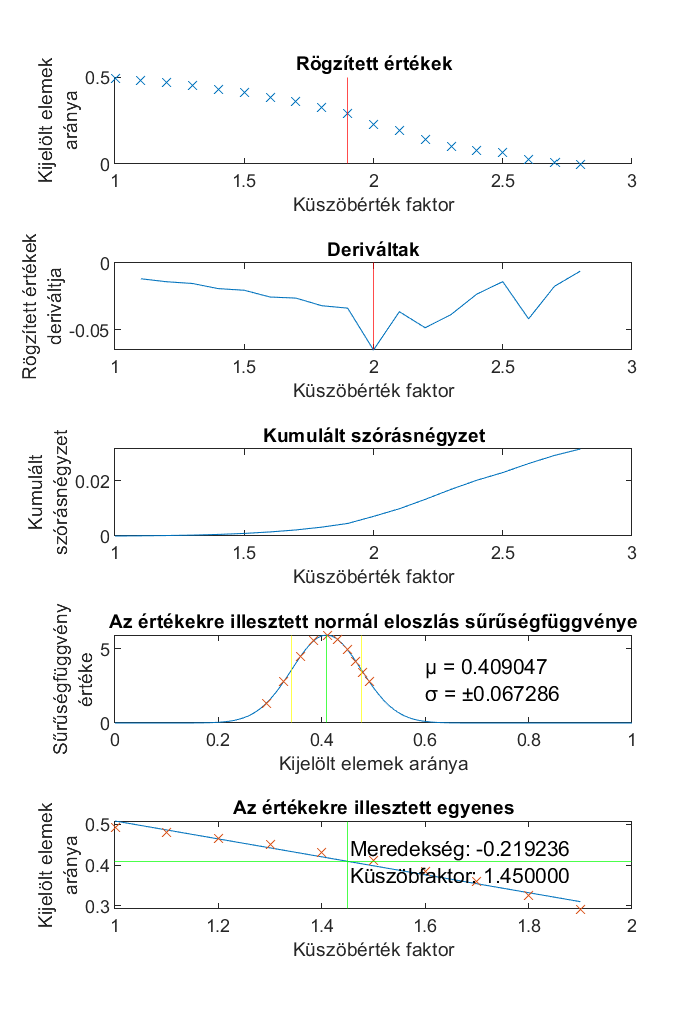 Rögzített értékek
Kijelölt elemek
aránya
0.5
0
1
1.5
2
2.5
3
Küszöbérték faktor
Deriváltak
Rögzített értékek
deriváltja
0
-0.05
1
1.5
2
2.5
3
Küszöbérték faktor
Kumulált szórásnégyzet
Kumulált
szórásnégyzet
0.02
0
1
1.5
2
2.5
3
Küszöbérték faktor
Az értékekre illesztett normál eloszlás sűrűségfüggvénye
Sűrűségfüggvény
értéke
5
0
μ = 0.409047
σ = ±0.067286
0
0.2
0.4
0.6
0.8
1
Kijelölt elemek aránya
Az értékekre illesztett egyenes
Kijelölt elemek
aránya
0.5
0.4
0.3
Meredekség: -0.219236
Küszöbfaktor: 1.450000
1
1.2
1.4
1.6
1.8
2
Küszöbérték faktor